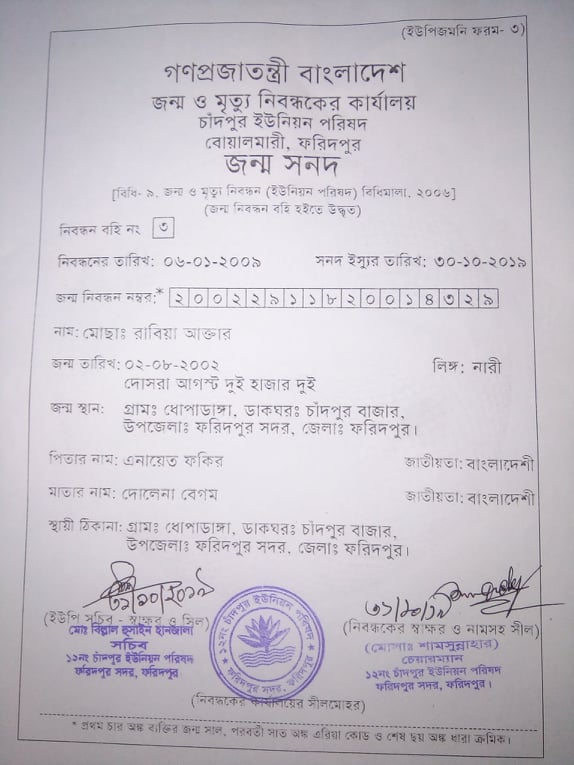 (ইউপিজমনি ফরম- ৩)
গণপ্রজাতন্ত্রী বাংলাদেশ
জন্ম ও মৃত্যু নিবন্ধকের কার্যালয়
চাঁদপুর ইউনিয়ন পরিষদ
বোয়ালমারী, ফরিদপুর
জন্ম সনদ
[বিধি- ৯, জন্ম ও মৃত্যু নিবন্ধন (ইউনিয়ন পরিষদ) বিধিমালা, ২০০৬]
(জন্ম নিবন্ধন বহি হইতে উদ্ধৃত)
নিবন্ধন বহি নং ৩
নিবন্ধনের তারিখ: ০৬-০১-২০০৯ সনদ ইস্যুর তারিখ: ৩০-১০-২০১৯
জন্ম নিবন্ধন নম্বর:* ২০০২২৯১১৮২০০১৪৩২৯
নাম: মোছাঃ রাবিয়া আক্তার
জন্ম তারিখ: ০২-০৮-২০০২ লিঙ্গ: নারী
দোসরা আগস্ট দুই হাজার দুই
জন্ম স্থান: গ্রামঃ ধোপাডাঙ্গা, ডাকঘরঃ চাঁদপুর বাজার,
উপজেলাঃ ফরিদপুর সদর, জেলাঃ ফরিদপুর।
পিতার নাম: এনায়েত ফকির জাতীয়তা: বাংলাদেশী
মাতার নাম: দোলেনা বেগম জাতীয়তা: বাংলাদেশী
স্থায়ী ঠিকানা: গ্রামঃ ধোপাডাঙ্গা, ডাকঘরঃ চাঁদপুর বাজার,
উপজেলাঃ ফরিদপুর সদর, জেলাঃ ফরিদপুর।
৩১/১০/২০১৯
(ইউপি সচিব - স্বাক্ষর ও সিল)
মোঃ বিল্লাল হুসাইন হানজালা
সচিব
১২নং চাঁদপুর ইউনিয়ন পরিষদ
ফরিদপুর সদর, ফরিদপুর
১২নং চাঁদপুর ইউনিয়ন পরিষদ
ফরিদপুর সদর, ফরিদপুর
৩১/১০/১৯
(নিবন্ধকের স্বাক্ষর ও নামসহ সীল)
(মোসাঃ শামসুন্নাহার)
চেয়ারম্যান
১২নং চাঁদপুর ইউনিয়ন পরিষদ
ফরিদপুর সদর, ফরিদপুর।
(নিবন্ধকের কার্যালয়ের সীলমোহর)
* প্রথম চার অঙ্ক ব্যক্তির জন্ম সাল, পরবর্তী সাত অঙ্ক এরিয়া কোড ও শেষ ছয় অঙ্ক ধারা ক্রমিক।